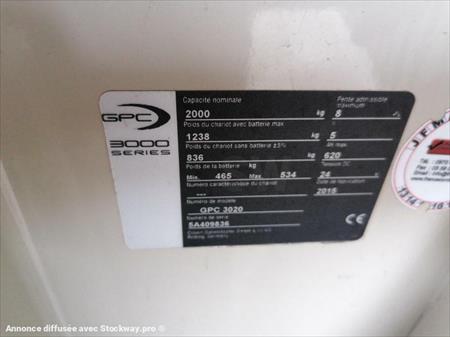 GPC
3000
SERIES
Capacité nominale
Pente admissible
maximum
2000 kg 8 %
Poids du chariot avec batterie max
1238 kg 5
Poids du chariot sans batterie ±5%
Ah max.
836 kg 620
Poids de la batterie kg
Tension DC
Min. 465 Max. 534 24
Numéro caractéristique du chariot
Date de fabrication
--- 2015
Numéro de modèle
GPC 3020
Numéro de série
5A409836
Germany
CE
JEM
Annonce diffusée avec Stockway.pro ®